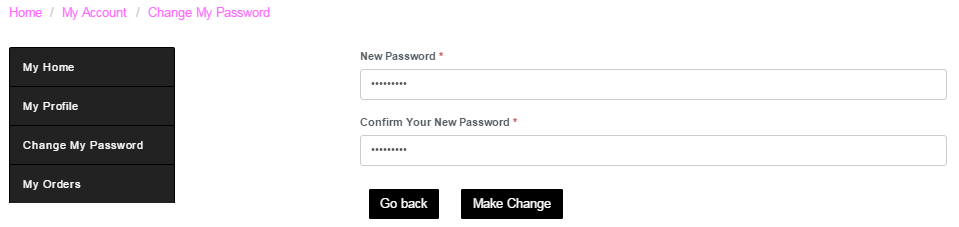 Home / My Account / Change My Password
My Home
My Profile
Change My Password
My Orders
New Password *
•••••••••
Confirm Your New Password *
•••••••••
Go back
Make Change